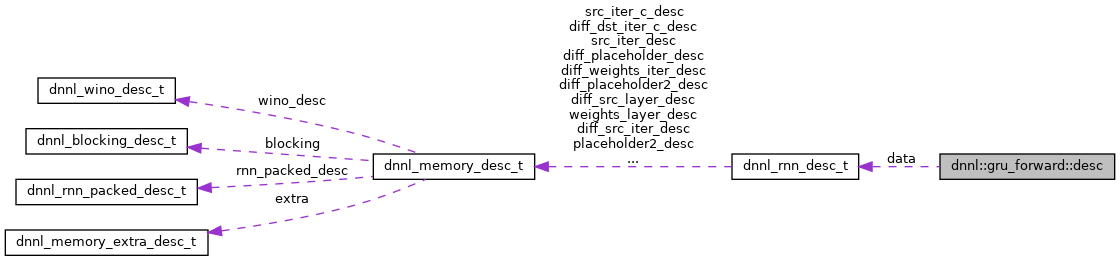 src_iter_c_desc
diff_dst_iter_c_desc
src_iter_desc
diff_placeholder_desc
diff_weights_iter_desc
diff_placeholder2_desc
diff_src_layer_desc
weights_layer_desc
diff_src_iter_desc
placeholder2_desc
...
dnnl_wino_desc_t
wino_desc
dnnl_blocking_desc_t
blocking
dnnl_rnn_packed_desc_t
rnn_packed_desc
dnnl_memory_extra_desc_t
extra
dnnl_memory_desc_t
dnnl_rnn_desc_t
data
dnnl::gru_forward::desc